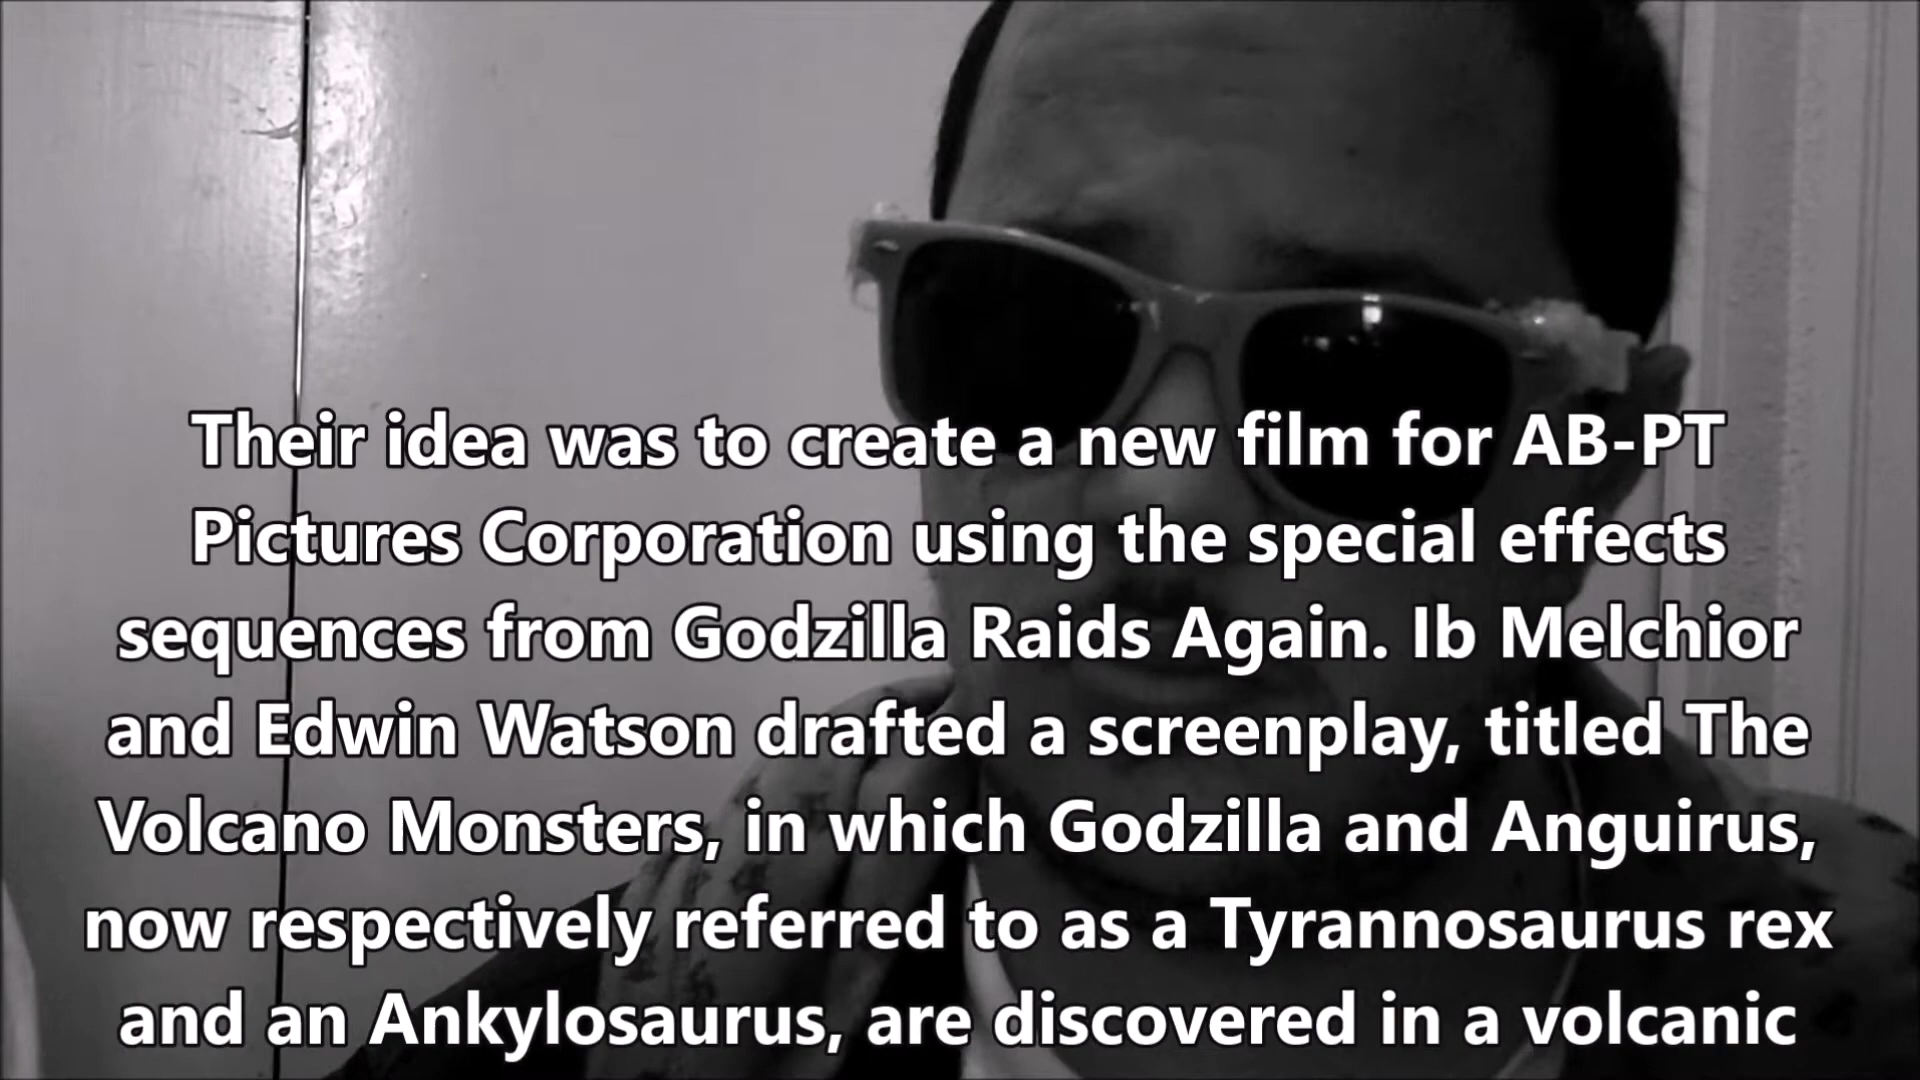 Their idea was to create a new film for AB-PT
Pictures Corporation using the special effects
sequences from Godzilla Raids Again. Ib Melchior
and Edwin Watson drafted a screenplay, titled The
Volcano Monsters, in which Godzilla and Anguirus,
now respectively referred to as a Tyrannosaurus rex
and an Ankylosaurus, are discovered in a volcanic